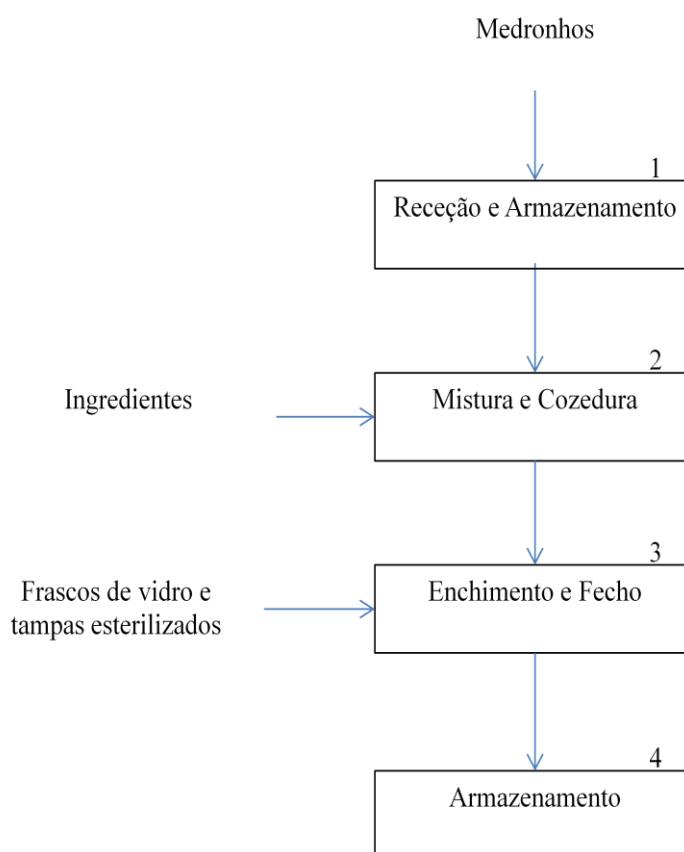 Medronhos
1
Receção e Armazenamento
2
Ingredientes
Mistura e Cozedura
3
Frascos de vidro e
tampas esterilizados
Enchimento e Fecho
4
Armazenamento